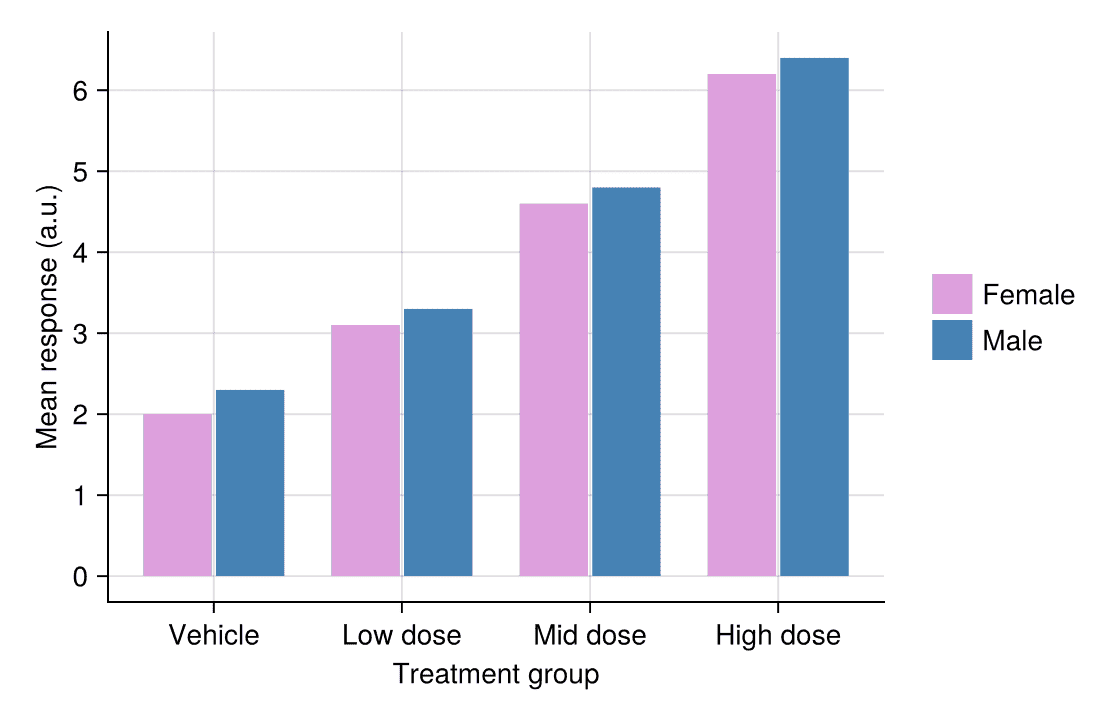 6
5
4
3
2
1
0
Mean response (a.u.)
Vehicle
Low dose
Mid dose
High dose
Treatment group
Female
Male